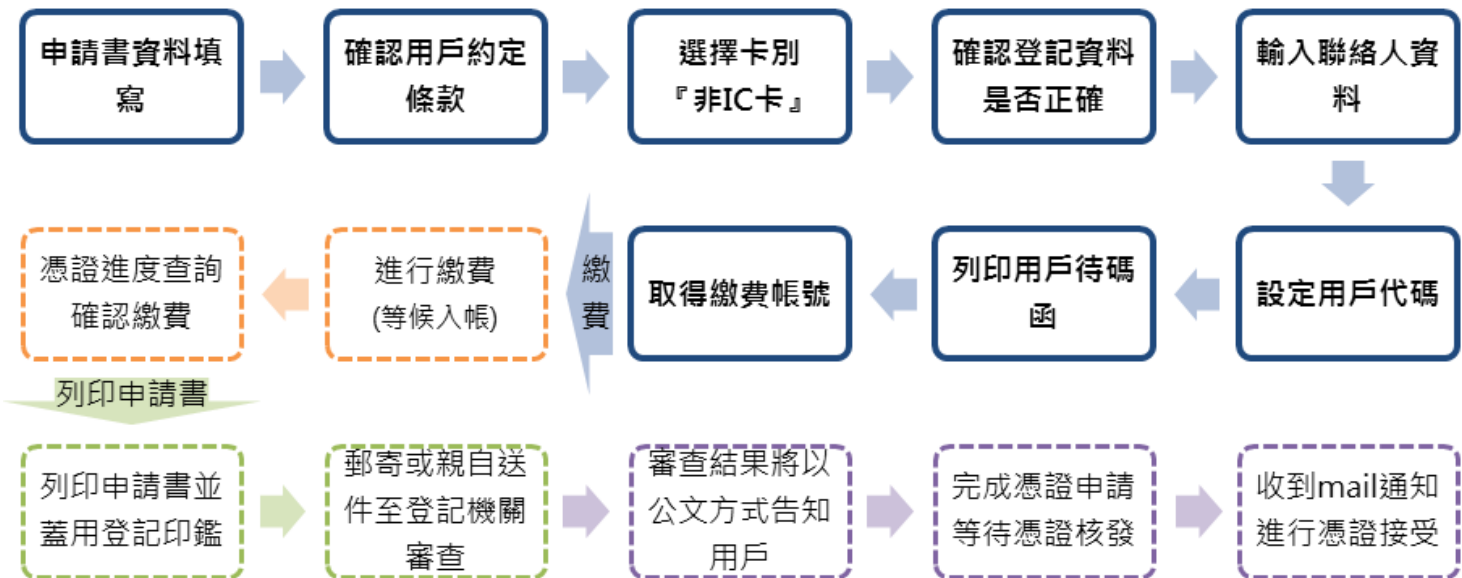 申請書資料填
寫
確認用戶約定
條款
選擇卡別
『非IC卡』
確認登記資料
是否正確
輸入聯絡人資
料
設定用戶代碼
列印用戶待碼
函
取得繳費帳號
繳
費
進行繳費
(等候入帳)
憑證進度查詢
確認繳費
列印申請書
列印申請書並
蓋用登記印鑑
郵寄或親自送
件至登記機關
審查
審查結果將以
公文方式告知
用戶
完成憑證申請
等待憑證核發
收到mail通知
進行憑證接受